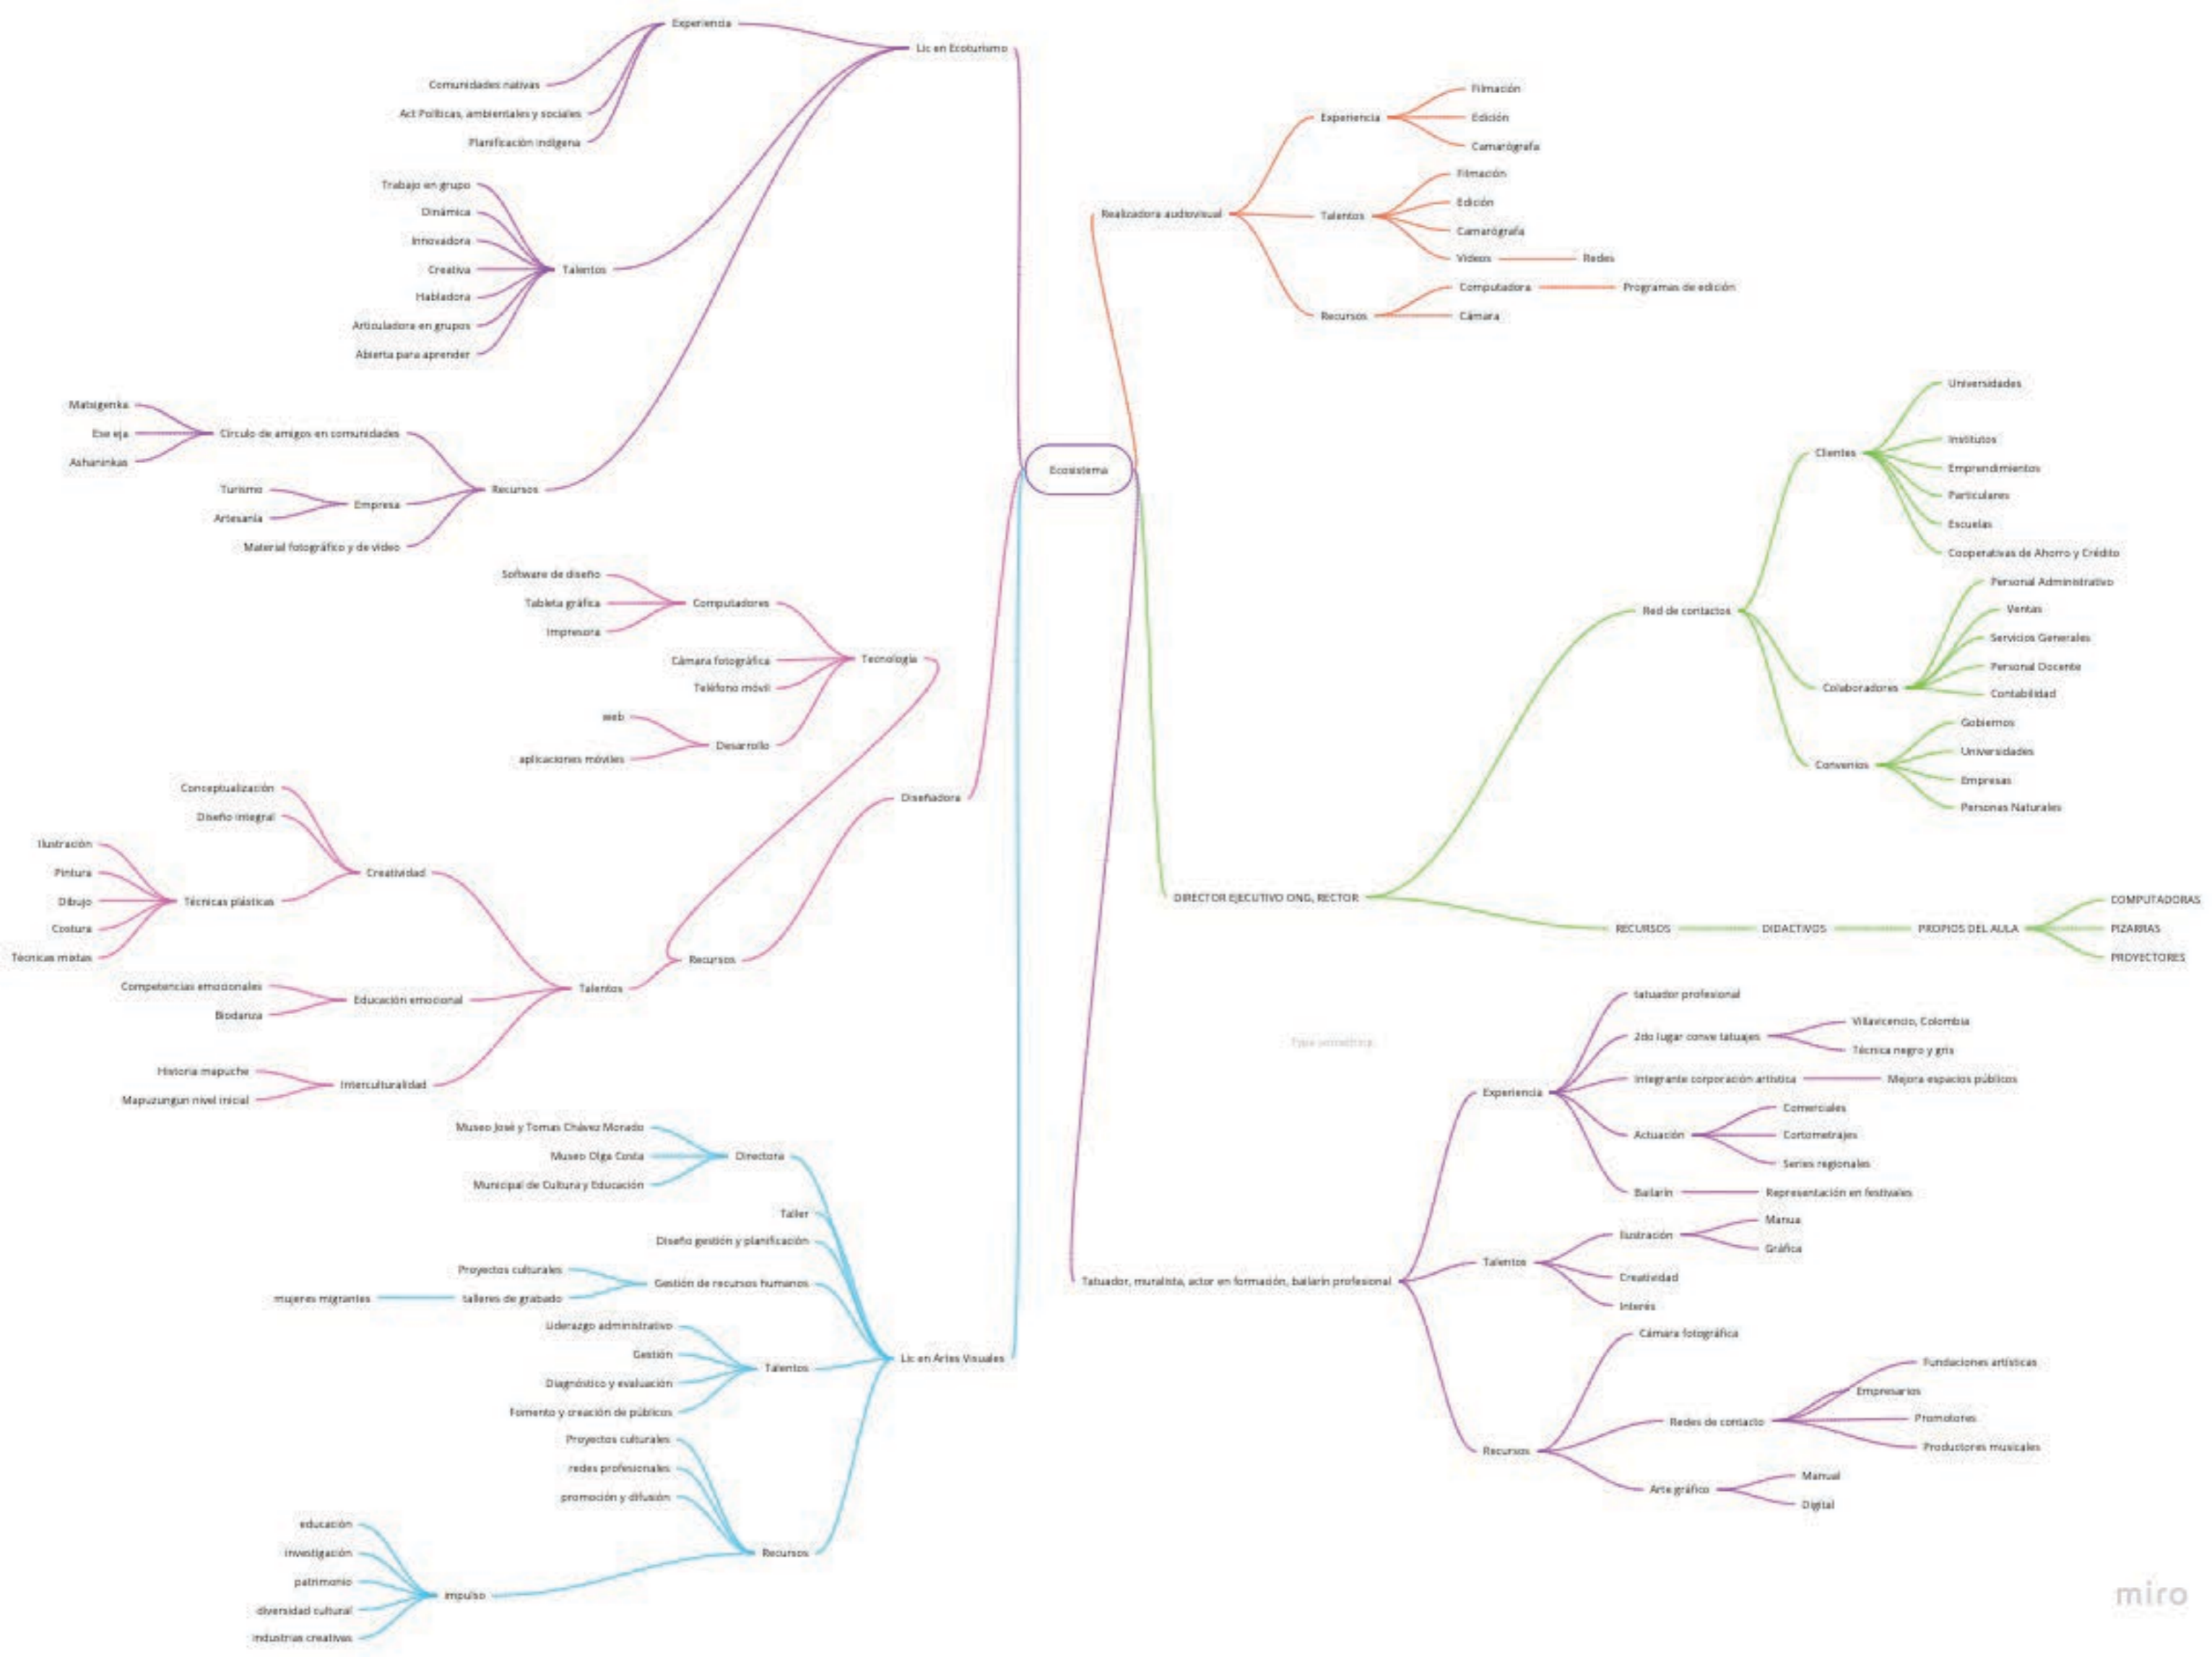 Ecosistema
Lic en Ecoturismo
Experiencia
Comunidades nativas
Act Políticas, ambientales y sociales
Planificación indígena
Talentos
Trabajo en grupo
Dinámica
Innovadora
Creativa
Habladora
Articuladora en grupos
Abierta para aprender
Recursos
Círculo de amigos en comunidades
Matsigenka
Ese eja
Ashaninkas
Empresa
Turismo
Artesanía
Material fotográfico y de video
Diseñadora
Recursos
Tecnología
Computadores
Software de diseño
Tableta gráfica
Impresora
Cámara fotográfica
Teléfono móvil
Desarrollo
web
aplicaciones móviles
Talentos
Creatividad
Conceptualización
Diseño integral
Técnicas plásticas
Ilustración
Pintura
Dibujo
Costura
Técnicas mixtas
Educación emocional
Competencias emocionales
Biodanza
Interculturalidad
Historia mapuche
Mapuzungun nivel inicial
Lic en Artes Visuales
Directora
Museo José y Tomas Chávez Morado
Museo Olga Costa
Municipal de Cultura y Educación
Taller
Diseño gestión y planificación
Gestión de recursos humanos
Proyectos culturales
talleres de grabado
mujeres migrantes
Talentos
Liderazgo administrativo
Gestión
Diagnóstico y evaluación
Fomento y creación de públicos
Recursos
Proyectos culturales
redes profesionales
promoción y difusión
impulso
educación
investigación
patrimonio
diversidad cultural
industrias creativas
Realizadora audiovisual
Experiencia
Filmación
Edición
Camarógrafa
Talentos
Filmación
Edición
Camarógrafa
Videos
Redes
Recursos
Computadora
Programas de edición
Cámara
DIRECTOR EJECUTIVO ONG, RECTOR
Red de contactos
Clientes
Universidades
Institutos
Emprendimientos
Particulares
Escuelas
Cooperativas de Ahorro y Crédito
Colaboradores
Personal Administrativo
Ventas
Servicios Generales
Personal Docente
Contabilidad
Convenios
Gobiernos
Universidades
Empresas
Personas Naturales
RECURSOS
DIDACTIVOS
PROPIOS DEL AULA
COMPUTADORAS
PIZARRAS
PROYECTORES
Type something
Tatuador, muralista, actor en formación, bailarín profesional
Experiencia
tatuador profesional
2do lugar conve tatuajes
Villavicencio, Colombia
Técnica negro y gris
Integrante corporación artística
Mejora espacios públicos
Actuación
Comerciales
Cortometrajes
Series regionales
Bailarín
Representación en festivales
Talentos
Ilustración
Manua
Gráfica
Creatividad
Interés
Recursos
Cámara fotográfica
Redes de contacto
Fundaciones artísticas
Empresarios
Promotores
Productores musicales
Arte gráfico
Manual
Digital
miro